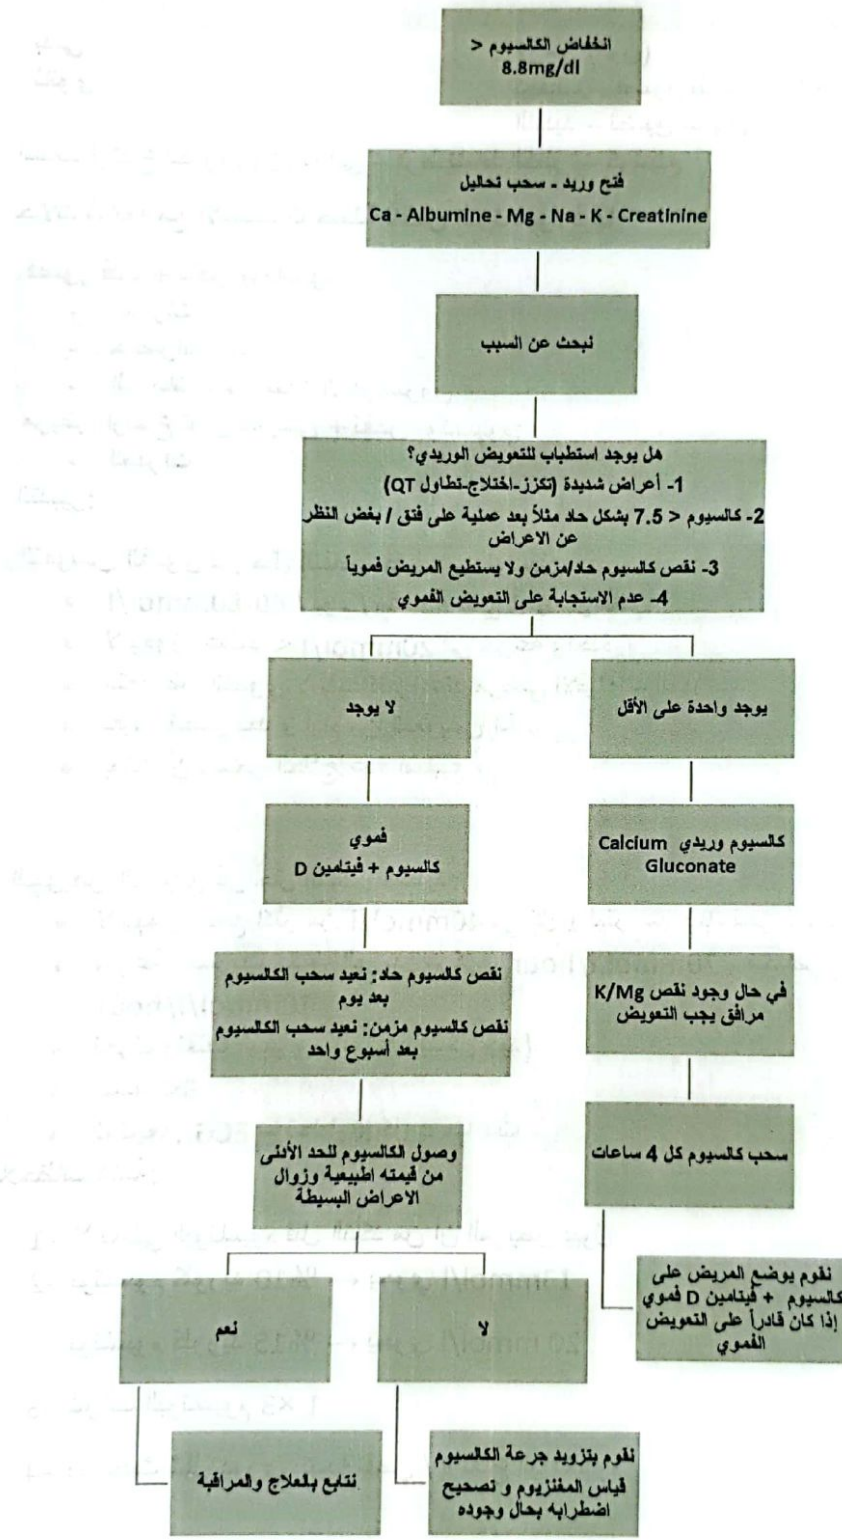 انخفاض الكالسيوم >
8.8mg/dl
فتح وريد - سحب تحاليل
Ca - Albumine - Mg - Na - K - Creatinine
نبحث عن السبب
هل يوجد استطباب للتعويض الوريدي؟
1- أعراض شديدة (تكزز-اختلاج-تطاول QT)
2- كالسيوم > 7.5 بشكل حاد مثلاً بعد عملية على فتق / بغض النظر
عن الاعراض
3- نقص كالسيوم حاد/مزمن ولا يستطيع المريض فموياً
4- عدم الاستجابة على التعويض الفموي
يوجد واحدة على الأقل
لا يوجد
كالسيوم وريدي Calcium
Gluconate
فموي
كالسيوم + فيتامين D
في حال وجود نقص K/Mg
مرافق يجب التعويض
نقص كالسيوم حاد: نعيد سحب الكالسيوم
بعد يوم
نقص كالسيوم مزمن: نعيد سحب الكالسيوم
بعد أسبوع واحد
سحب كالسيوم كل 4 ساعات
وصول الكالسيوم للحد الأدنى
من قيمته اطبيعية وزوال
الاعراض البسيطة
نقوم يوضع المريض على
كالسيوم + فيتامين D فموي
إذا كان قادراً على التعويض
الفموي
لا
نعم
نقوم بتزويد جرعة الكالسيوم
قياس المغنزيوم و تصحيح
اضطرابه بحال وجوده
نتابع بالعلاج والمراقبة